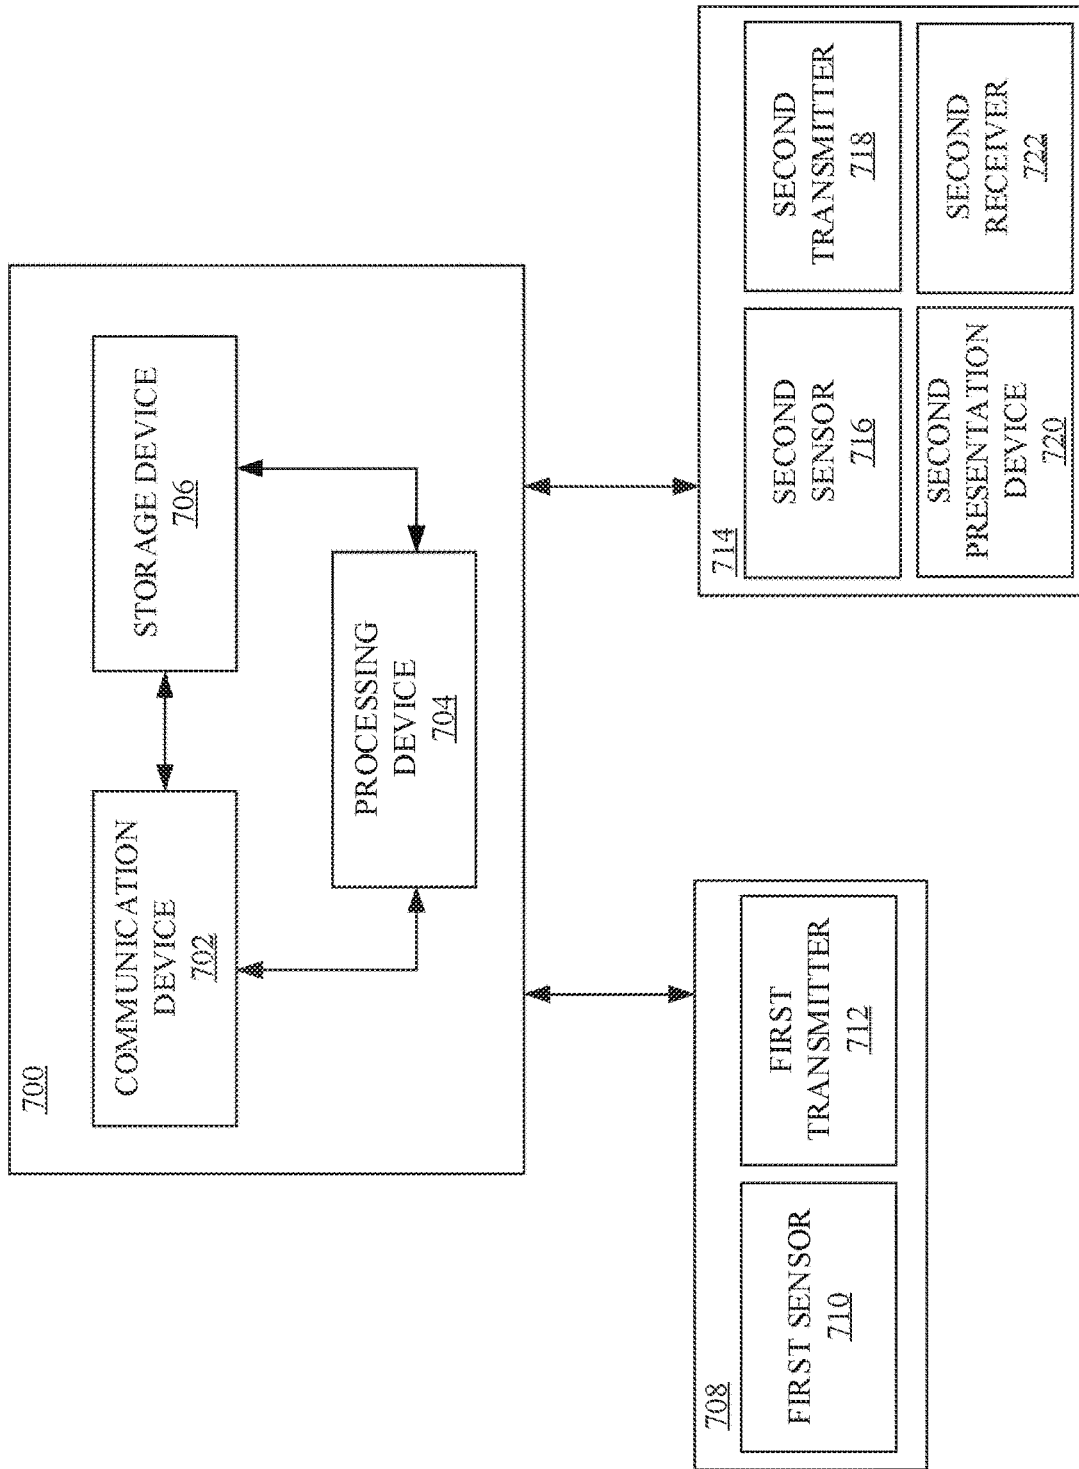 700
COMMUNICATION
DEVICE
702
STORAGE DEVICE
706
PROCESSING
DEVICE
704
708
FIRST SENSOR
710
FIRST
TRANSMITTER
712
714
SECOND
SENSOR
716
SECOND
TRANSMITTER
718
SECOND
PRESENTATION
DEVICE
720
SECOND
RECEIVER
722